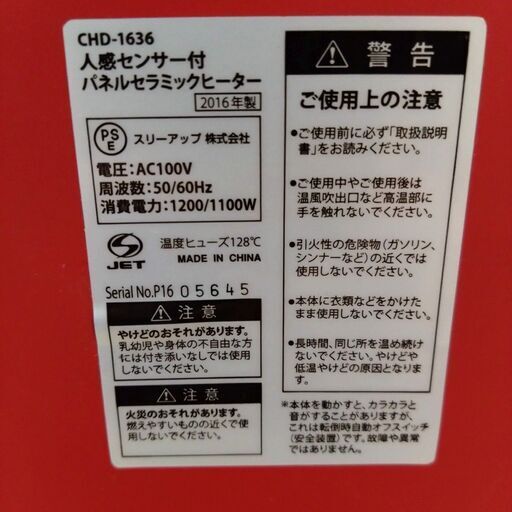 CHD-1636
人感センサー付
パネルセラミックヒーター
2016年製
PS
E
スリーアップ 株式会社
電圧:AC100V
周波数:50/60Hz
消費電力:1200/1100W
JET
温度ヒューズ128℃
MADE IN CHINA
Serial No.P16 05645
注意
やけどのおそれがあります。
乳幼児や身体の不自由な方
には付き添いなしでは使用
しないでください。
注意
火災のおそれがあります。
燃えやすいものの近くで使用
しないでください。
警告
ご使用上の注意
●ご使用前に必ず「取扱説明
書」をお読みください。
●ご使用中やご使用後は
温風吹出口など高温部に
手を触れないでください。
●引火性の危険物(ガソリン、
シンナーなど)の近くでは
使用しないでください。
●本体に衣類などをかけた
まま使用しないでください。
●長時間、同じ所を温め続け
ないでください。やけどや
低温やけどの原因となります。
※本体を動かすと、カラカラと
音がすることがありますが、
これは転倒時自動オフスイッチ
(安全装置)です。故障や異常
ではありません。